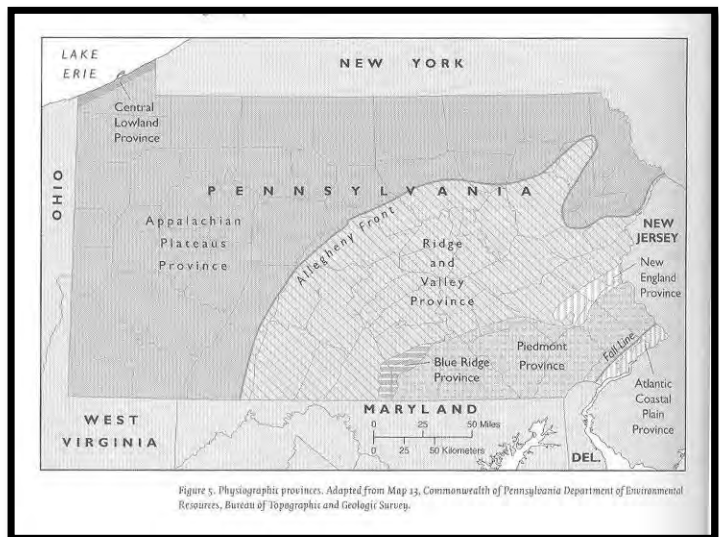 LAKE
ERIE
NEW YORK
Central
Lowland
Province
OHIO
PENNSYLVANIA
Appalachian
Plateaus
Province
Allegheny Front
Ridge
and
Valley
Province
NEW
JERSEY
New
England
Province
Piedmont
Province
Fall Line
Blue Ridge
Province
Atlantic
Coastal
Plain
Province
WEST
VIRGINIA
MARYLAND
0 25 50 Miles
0 25 50 Kilometers
DEL.
Figure 5. Physiographic provinces. Adapted from Map 13, Commonwealth of Pennsylvania Department of Environmental
Resources, Bureau of Topographic and Geologic Survey.